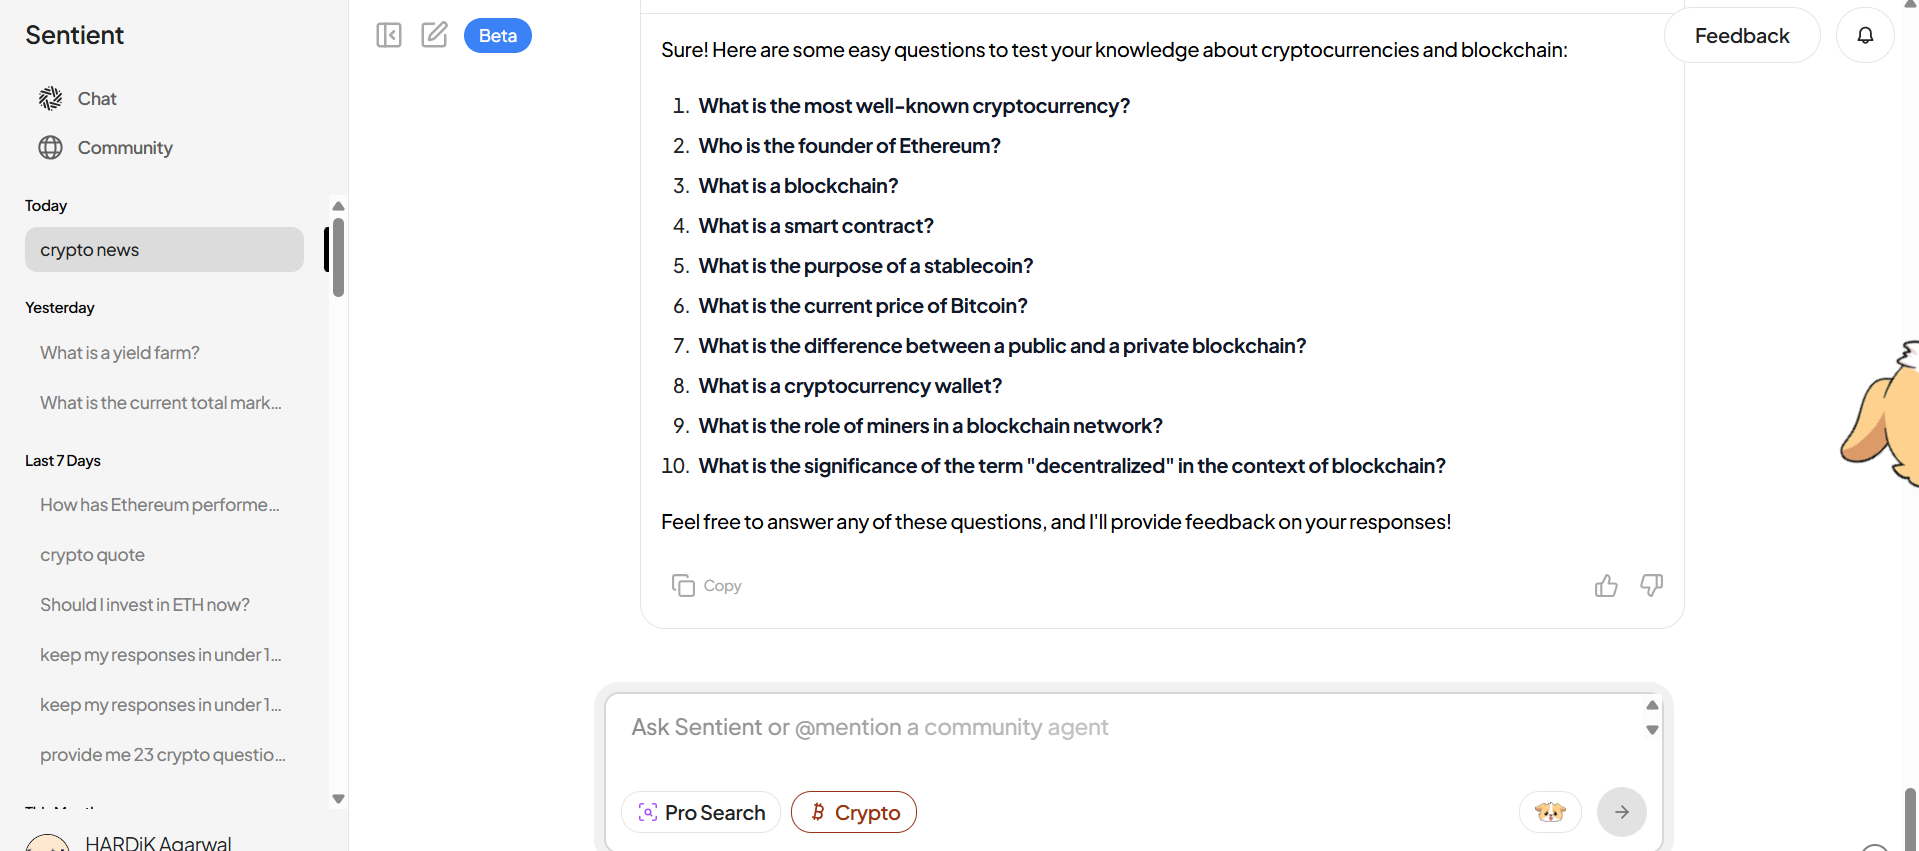 Sentient
Chat
Community
Today
crypto news
Yesterday
What is a yield farm?
What is the current total mark...
Last 7 Days
How has Ethereum performe...
crypto quote
Should I invest in ETH now?
keep my responses in under 1...
keep my responses in under 1...
provide me 23 crypto questio...
HARDiK Agarwal
Beta
Feedback
Sure! Here are some easy questions to test your knowledge about cryptocurrencies and blockchain:
1. What is the most well-known cryptocurrency?
2. Who is the founder of Ethereum?
3. What is a blockchain?
4. What is a smart contract?
5. What is the purpose of a stablecoin?
6. What is the current price of Bitcoin?
7. What is the difference between a public and a private blockchain?
8. What is a cryptocurrency wallet?
9. What is the role of miners in a blockchain network?
10. What is the significance of the term "decentralized" in the context of blockchain?
Feel free to answer any of these questions, and I'll provide feedback on your responses!
Copy
Ask Sentient or @mention a community agent
Pro Search
Crypto